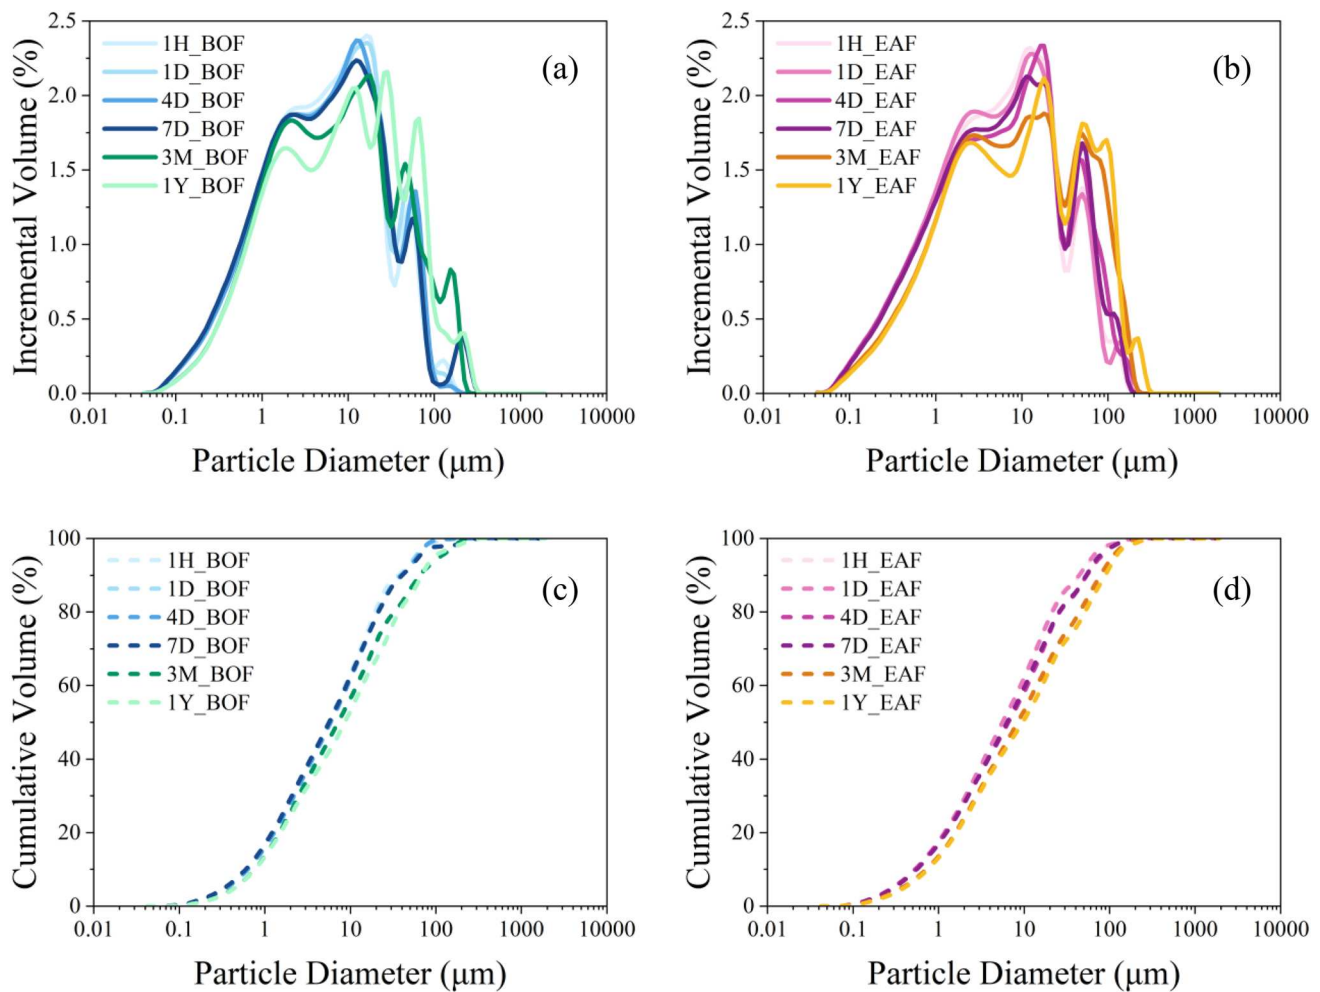 Incremental Volume (%)
2.5
2.0
1.5
1.0
0.5
0.0
1H_BOF
1D_BOF
4D_BOF
7D_BOF
3M_BOF
1Y_BOF
(a)
0.01 0.1 1 10 100 1000 10000
Particle Diameter (μm)
Incremental Volume (%)
2.5
2.0
1.5
1.0
0.5
0.0
1H_EAF
1D_EAF
4D_EAF
7D_EAF
3M_EAF
1Y_EAF
(b)
0.01 0.1 1 10 100 1000 10000
Particle Diameter (μm)
Cumulative Volume (%)
100
80
60
40
20
0
1H_BOF
1D_BOF
4D_BOF
7D_BOF
3M_BOF
1Y_BOF
(c)
0.01 0.1 1 10 100 1000 10000
Particle Diameter (μm)
Cumulative Volume (%)
100
80
60
40
20
0
1H_EAF
1D_EAF
4D_EAF
7D_EAF
3M_EAF
1Y_EAF
(d)
0.01 0.1 1 10 100 1000 10000
Particle Diameter (μm)